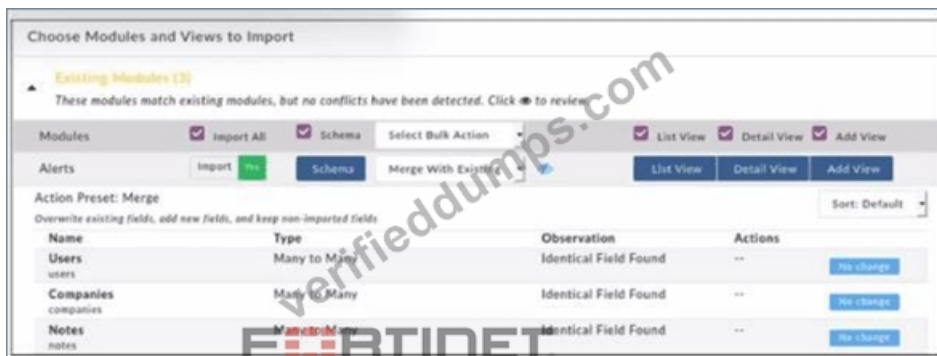 Choose Modules and Views to Import
Existing Modules (3)
These modules match existing modules, but no conflicts have been detected. Click to review.
Modules Import All Schema Select Bulk Action List View Detail View Add View
Alerts Import Yes Schema Merge With Existing List View Detail View Add View
Action Preset: Merge
Sort: Default
Overwrite existing fields, add new fields, and keep non-imported fields
Name Type Observation Actions
Users Many to Many Identical Field Found -- No change
users
Companies Many to Many Identical Field Found -- No change
companies
Notes Many to Many Identical Field Found -- No change
notes
verifieddumps.com
FORTINET